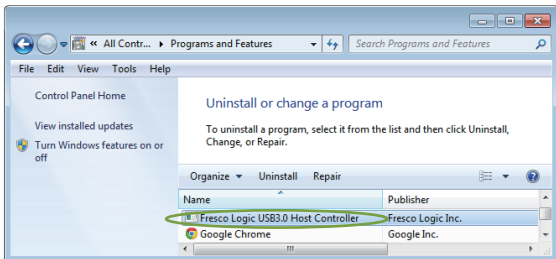 « All Contr... ▸ Programs and Features
Search Programs and Features
File Edit View Tools Help
Control Panel Home
View installed updates
Turn Windows features on or
off
Uninstall or change a program
To uninstall a program, select it from the list and then click Uninstall,
Change, or Repair.
Organize Uninstall Repair
Name Publisher
Fresco Logic USB3.0 Host Controller Fresco Logic Inc.
Google Chrome Google Inc.